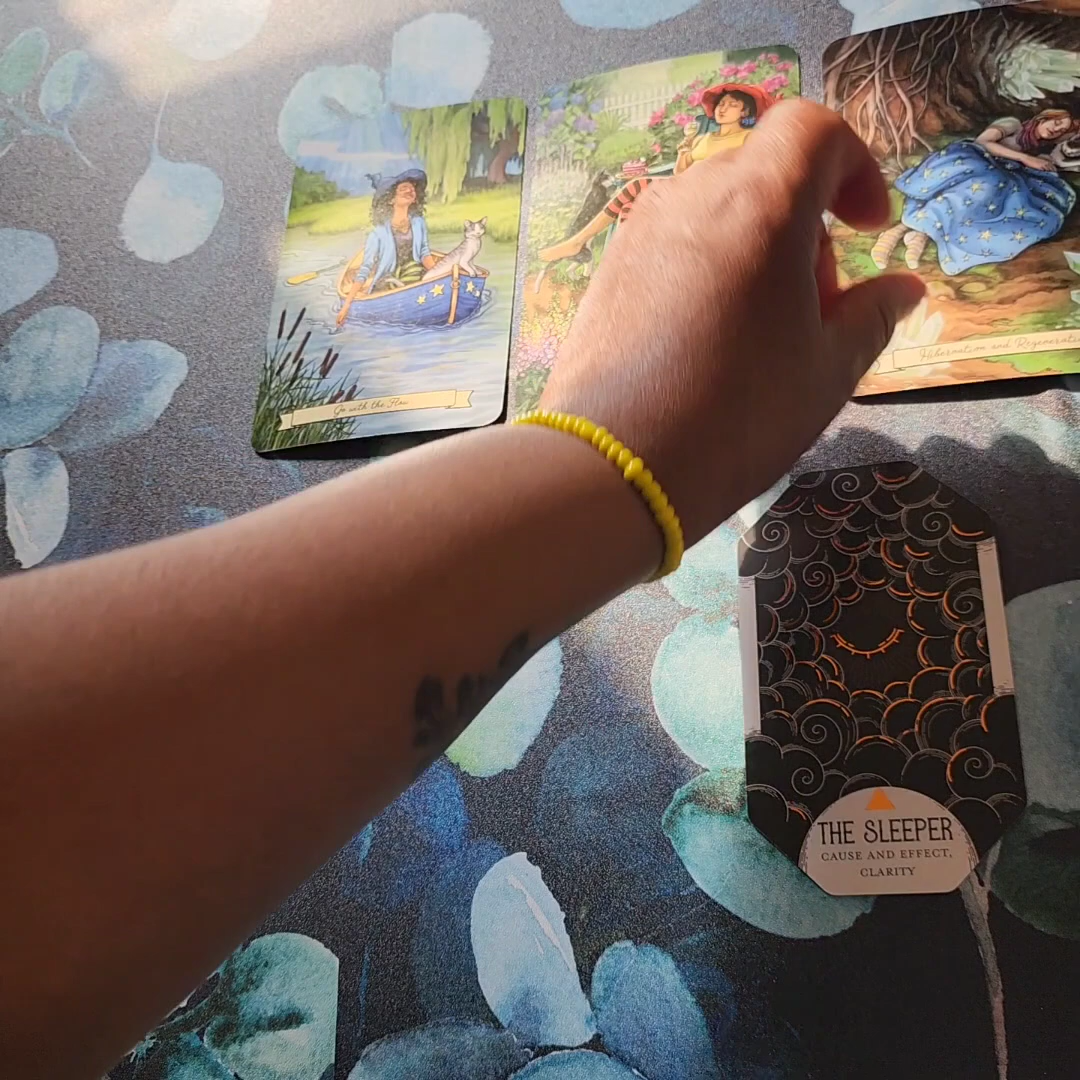 Go with the Flow
Hibernation and Regeneration
THE SLEEPER
CAUSE AND EFFECT,
CLARITY